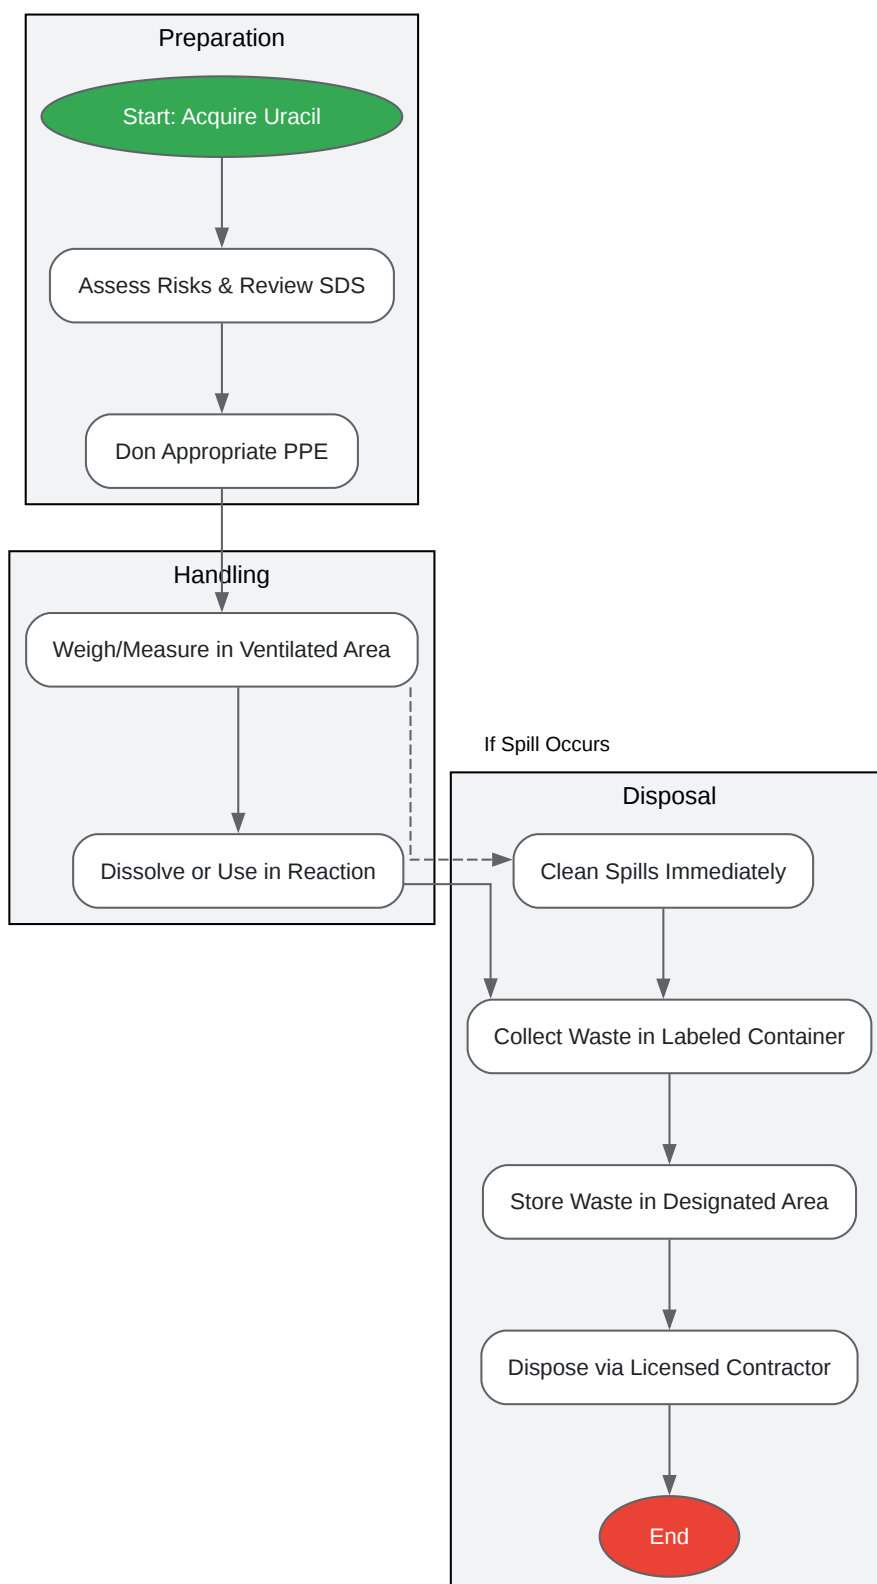 Preparation
Start: Acquire Uracil
Assess Risks & Review SDS
Don Appropriate PPE
Handling
Weigh/Measure in Ventilated Area
If Spill Occurs
Disposal
Dissolve or Use in Reaction
Clean Spills Immediately
Collect Waste in Labeled Container
Store Waste in Designated Area
Dispose via Licensed Contractor
End